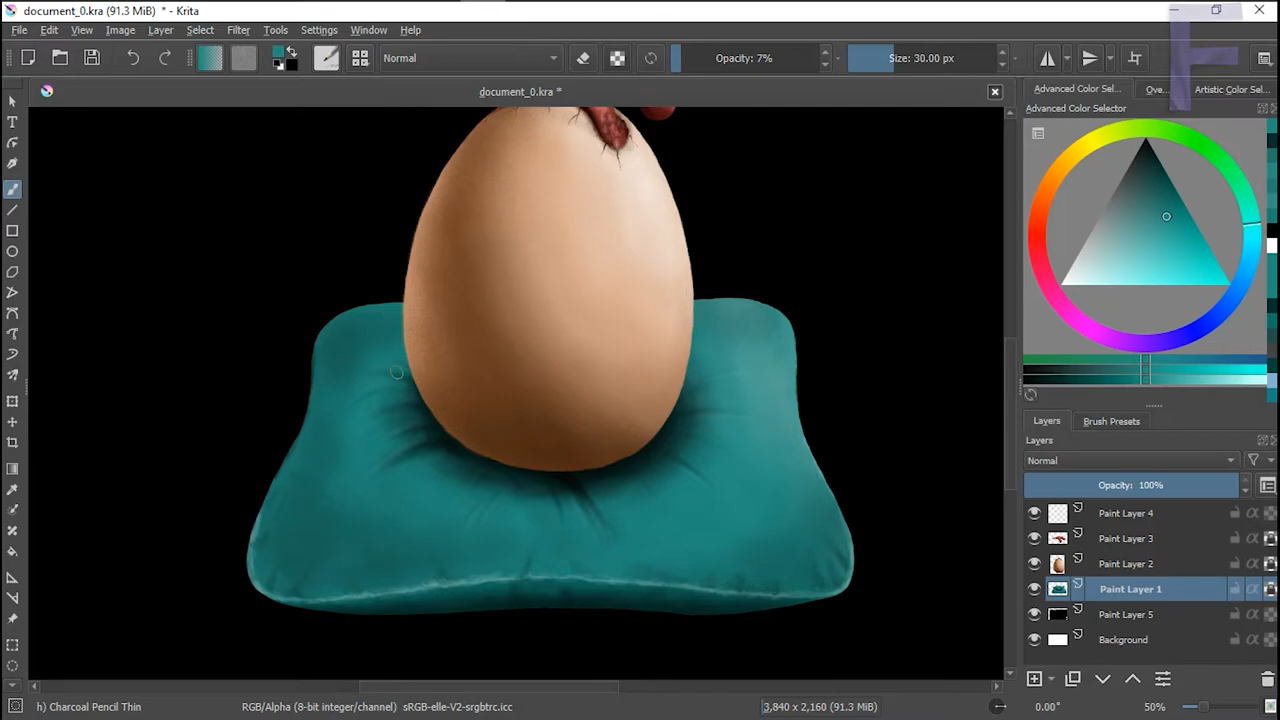 document_0.kra (91.3 MiB) * - Krita
File Edit View Image Layer Select Filter Tools Settings Window Help
Normal Opacity: 7% Size: 30.00 px
document_0.kra * Advanced Color Sel... Ove... Artistic Color Sel...
Advanced Color Selector
Layers Brush Presets
Layers
Normal
Opacity: 100%
Paint Layer 4
Paint Layer 3
Paint Layer 2
Paint Layer 1
Paint Layer 5
Background
h) Charcoal Pencil Thin RGB/Alpha (8-bit integer/channel) sRGB-elle-V2-srgbtrc.icc 3,840 x 2,160 (91.3 MiB) 0.00° 50%